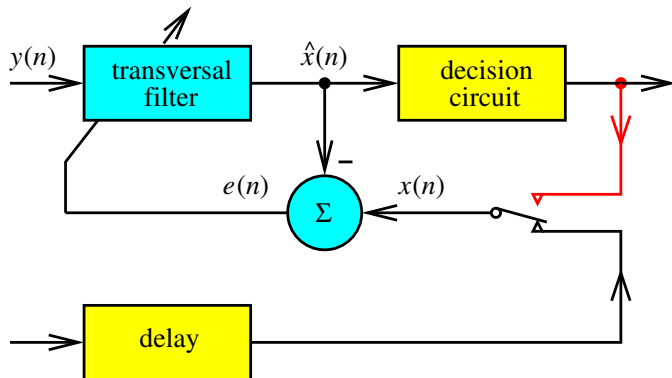 y(n)
transversal
filter
x̂(n)
decision
circuit
–
e(n)
Σ
x(n)
delay